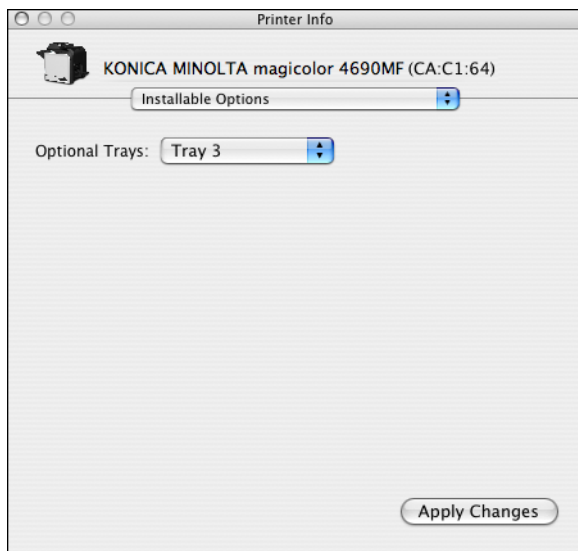 Printer Info
KONICA MINOLTA magicolor 4690MF (CA:C1:64)
Installable Options
Optional Trays: Tray 3
Apply Changes